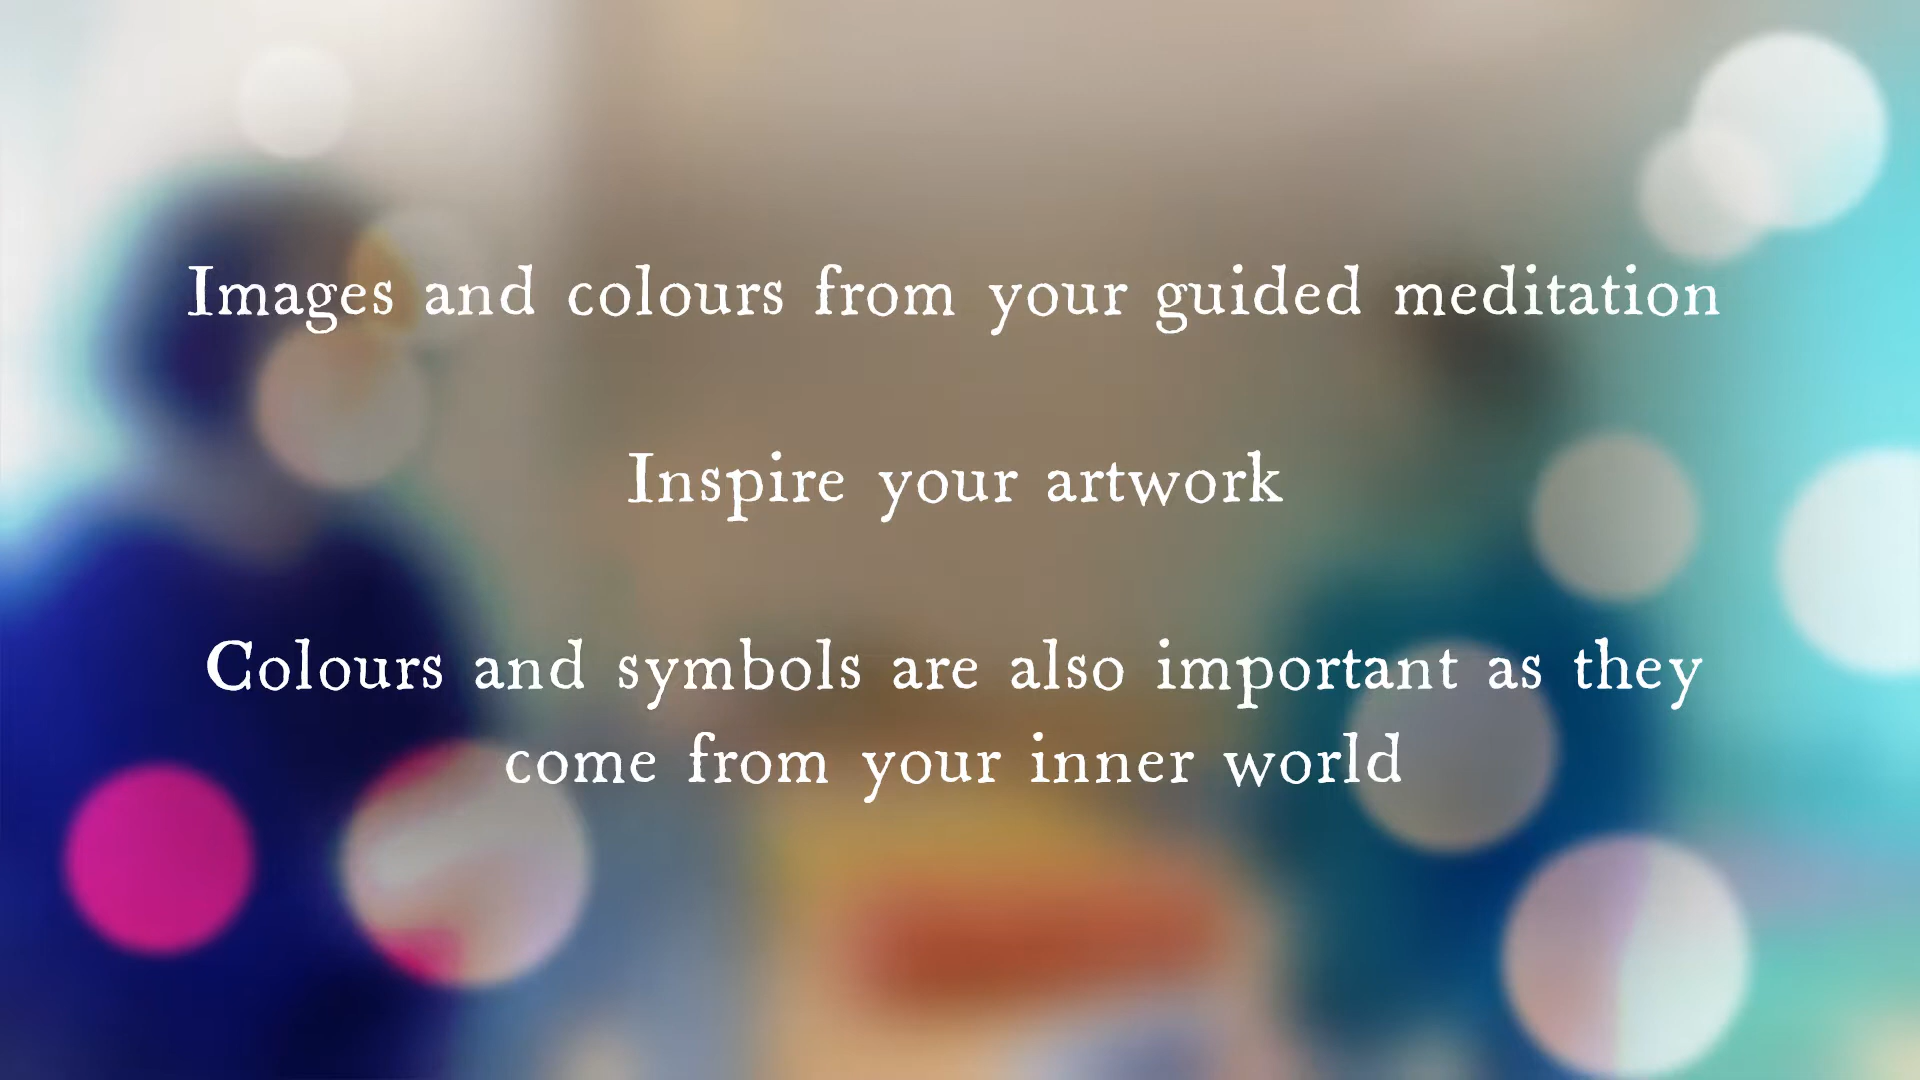 Images and colours from your guided meditation
Inspire your artwork
Colours and symbols are also important as they
come from your inner world